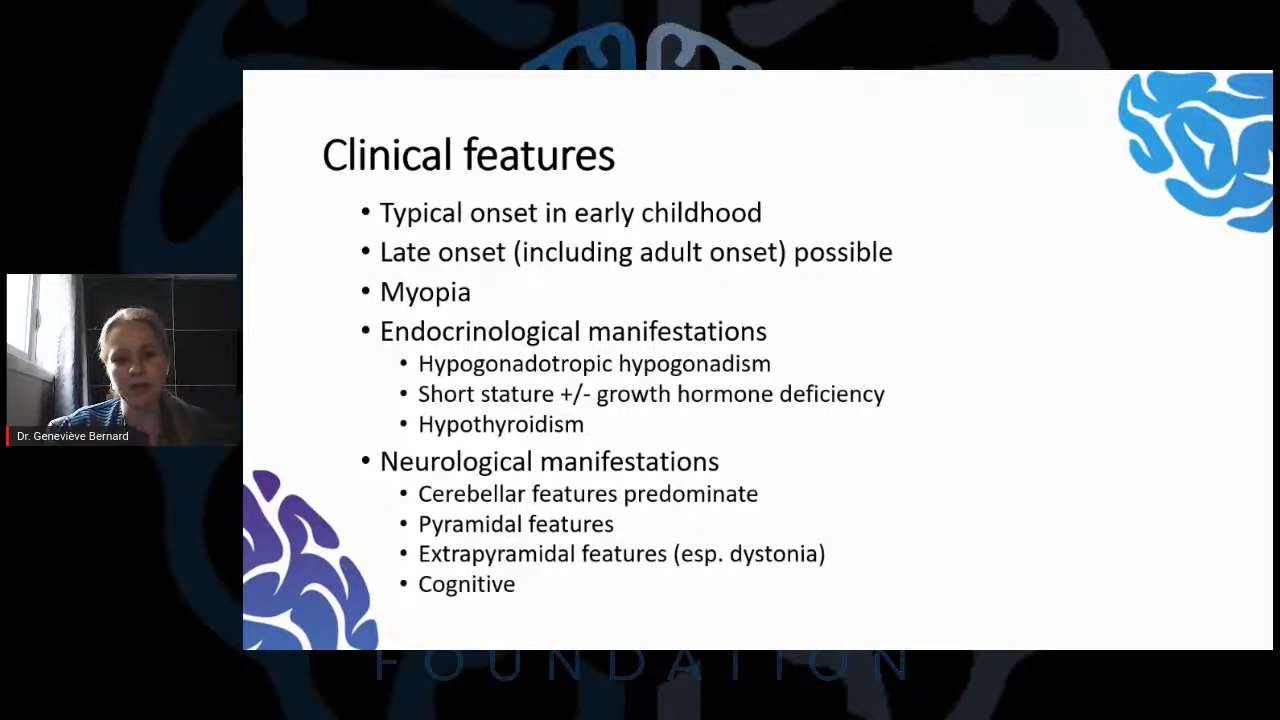 Clinical features
• Typical onset in early childhood
• Late onset (including adult onset) possible
• Myopia
• Endocrinological manifestations
• Hypogonadotropic hypogonadism
• Short stature +/- growth hormone deficiency
• Hypothyroidism
• Neurological manifestations
• Cerebellar features predominate
• Pyramidal features
• Extrapyramidal features (esp. dystonia)
• Cognitive
Dr. Geneviève Bernard
FOUNDATION